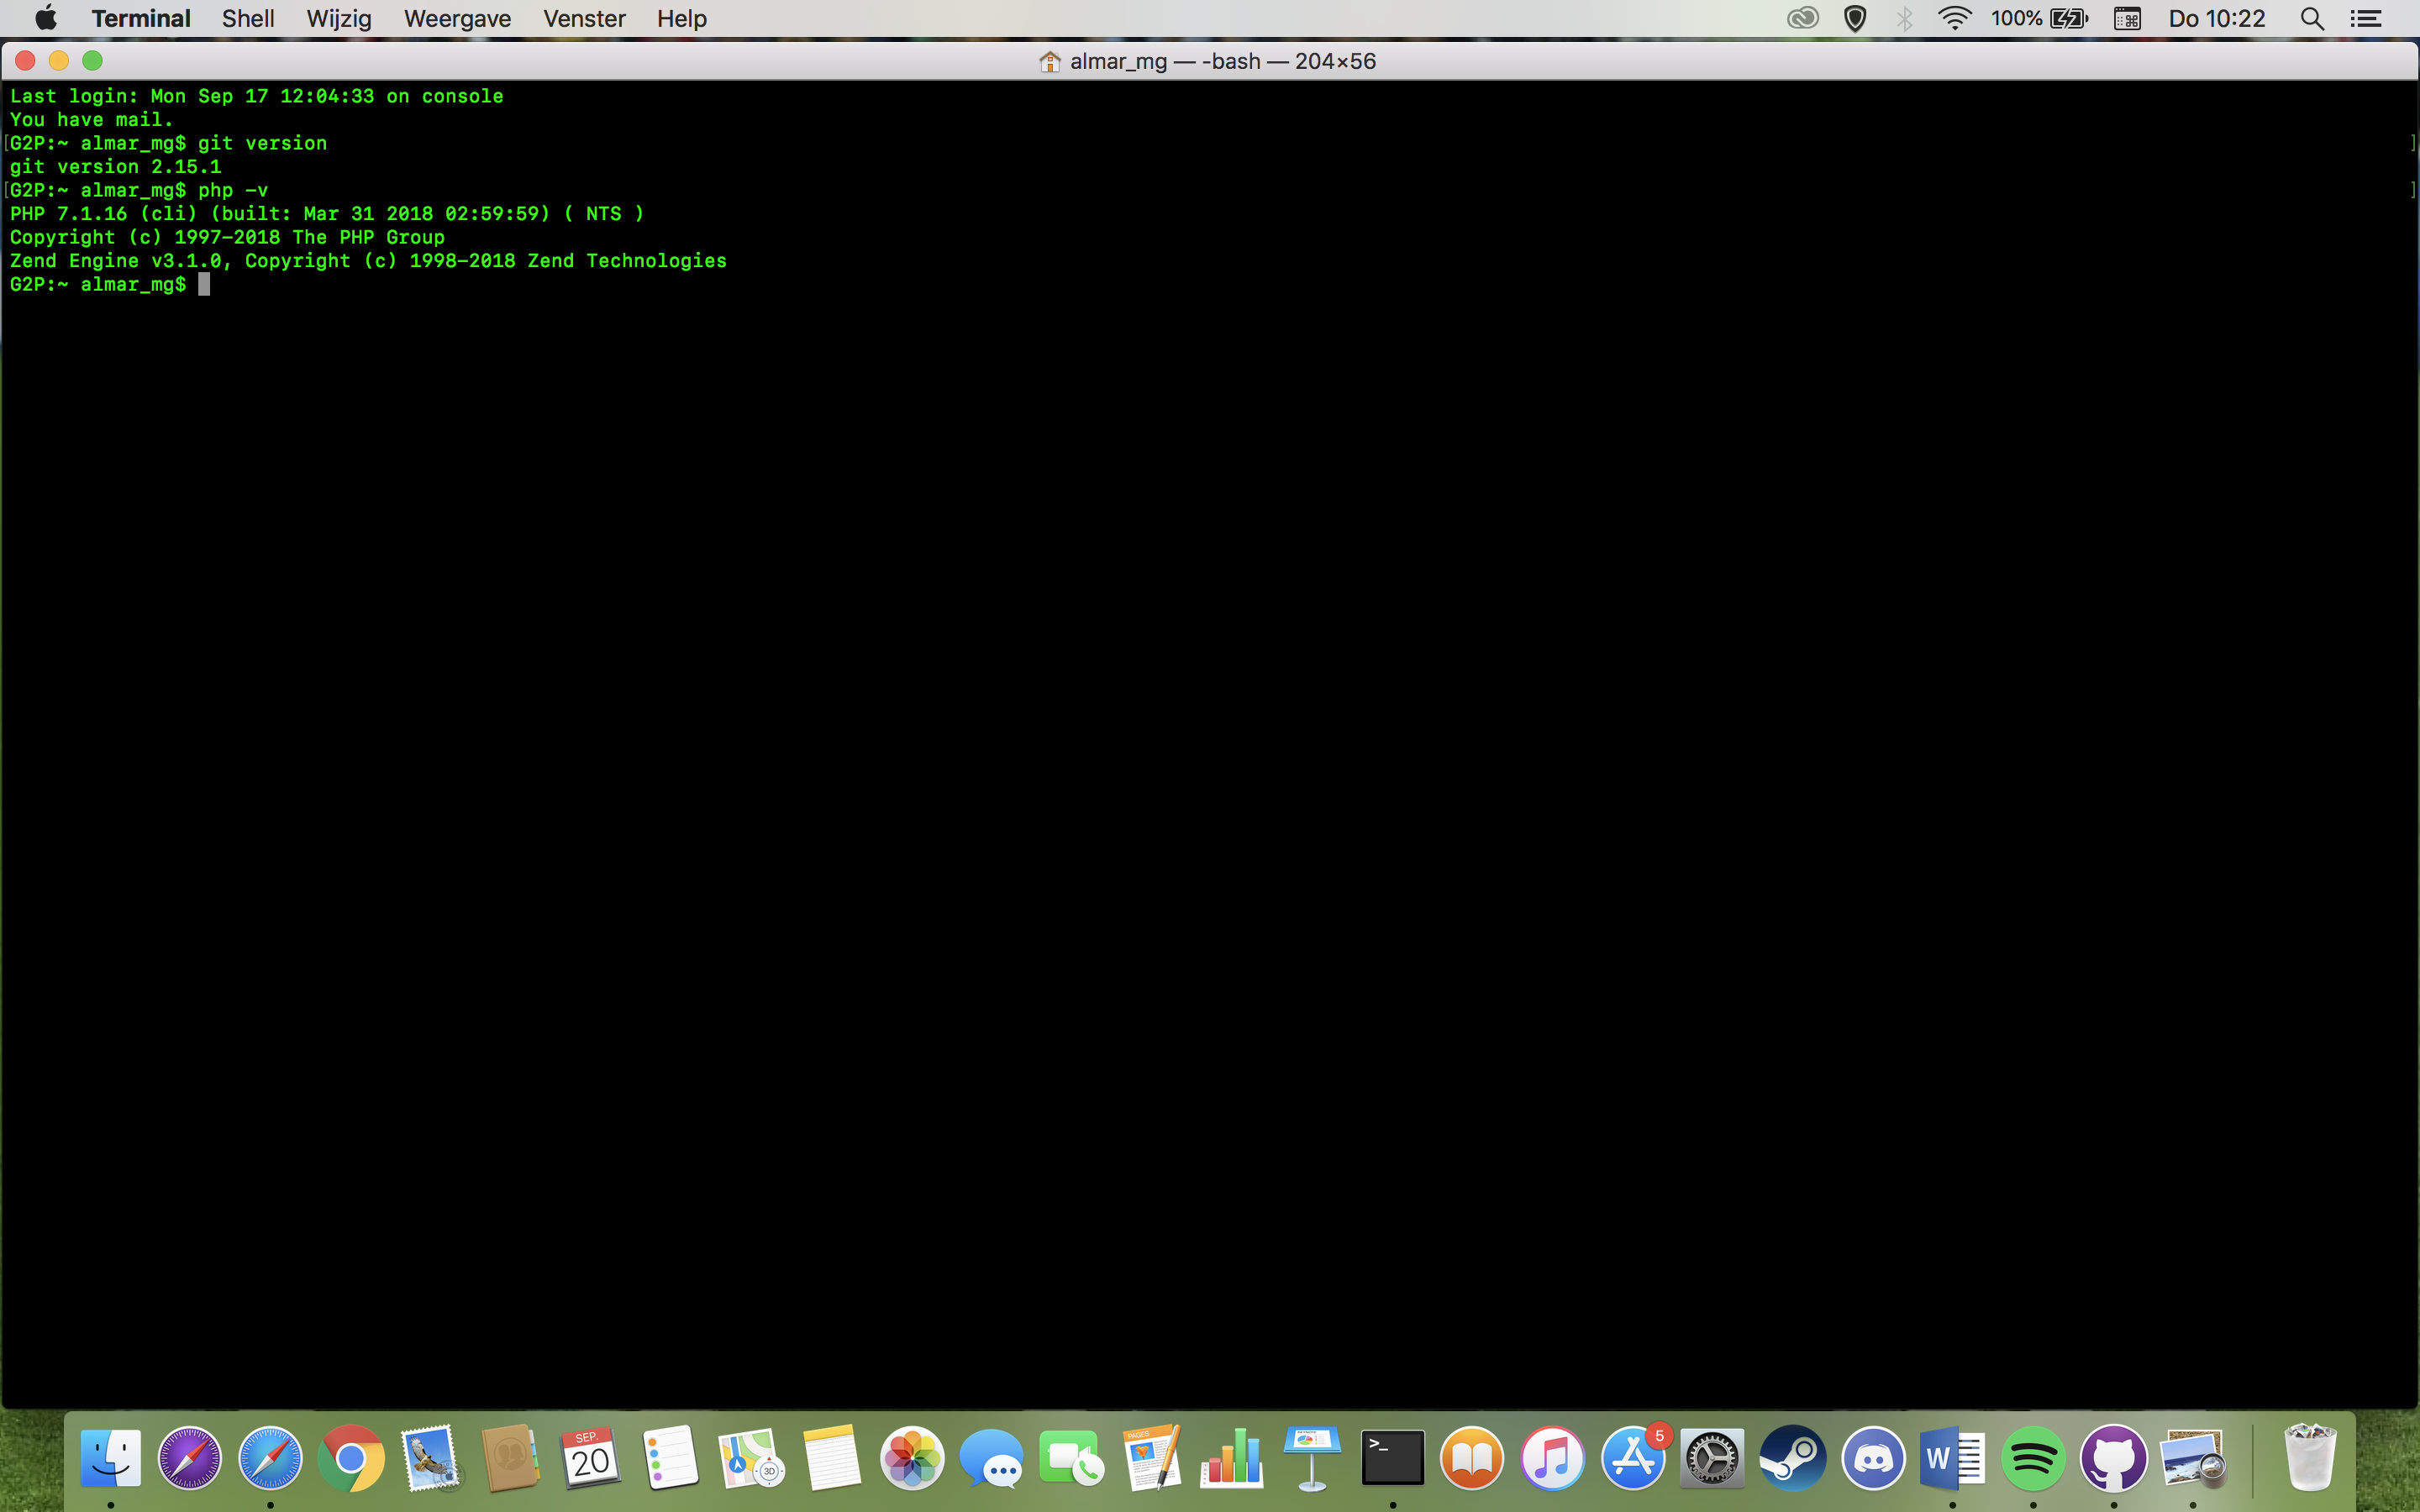 Terminal Shell Wijzig Weergave Venster Help 100% Do 10:22
almar_mg — -bash — 204×56
Last login: Mon Sep 17 12:04:33 on console
You have mail.
[G2P:~ almar_mg$ git version ]
git version 2.15.1
[G2P:~ almar_mg$ php -v ]
PHP 7.1.16 (cli) (built: Mar 31 2018 02:59:59) ( NTS )
Copyright (c) 1997-2018 The PHP Group
Zend Engine v3.1.0, Copyright (c) 1998-2018 Zend Technologies
G2P:~ almar_mg$
SEP.
20
3D
PAGES
>_
5
W